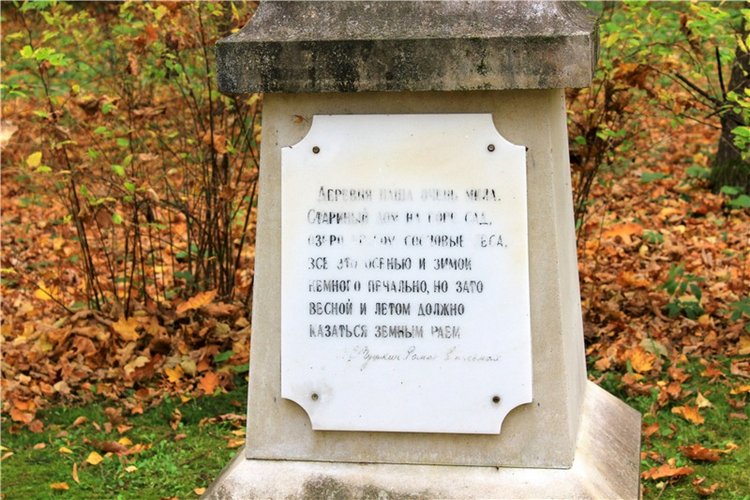 Деревня наша очень мила.
Старинный дом на горе, сад,
озеро, кругом сосновые леса,
все это осенью и зимой
немного печально, но зато
весной и летом должно
казаться земным раем
А. Пушкин. Роман в письмах